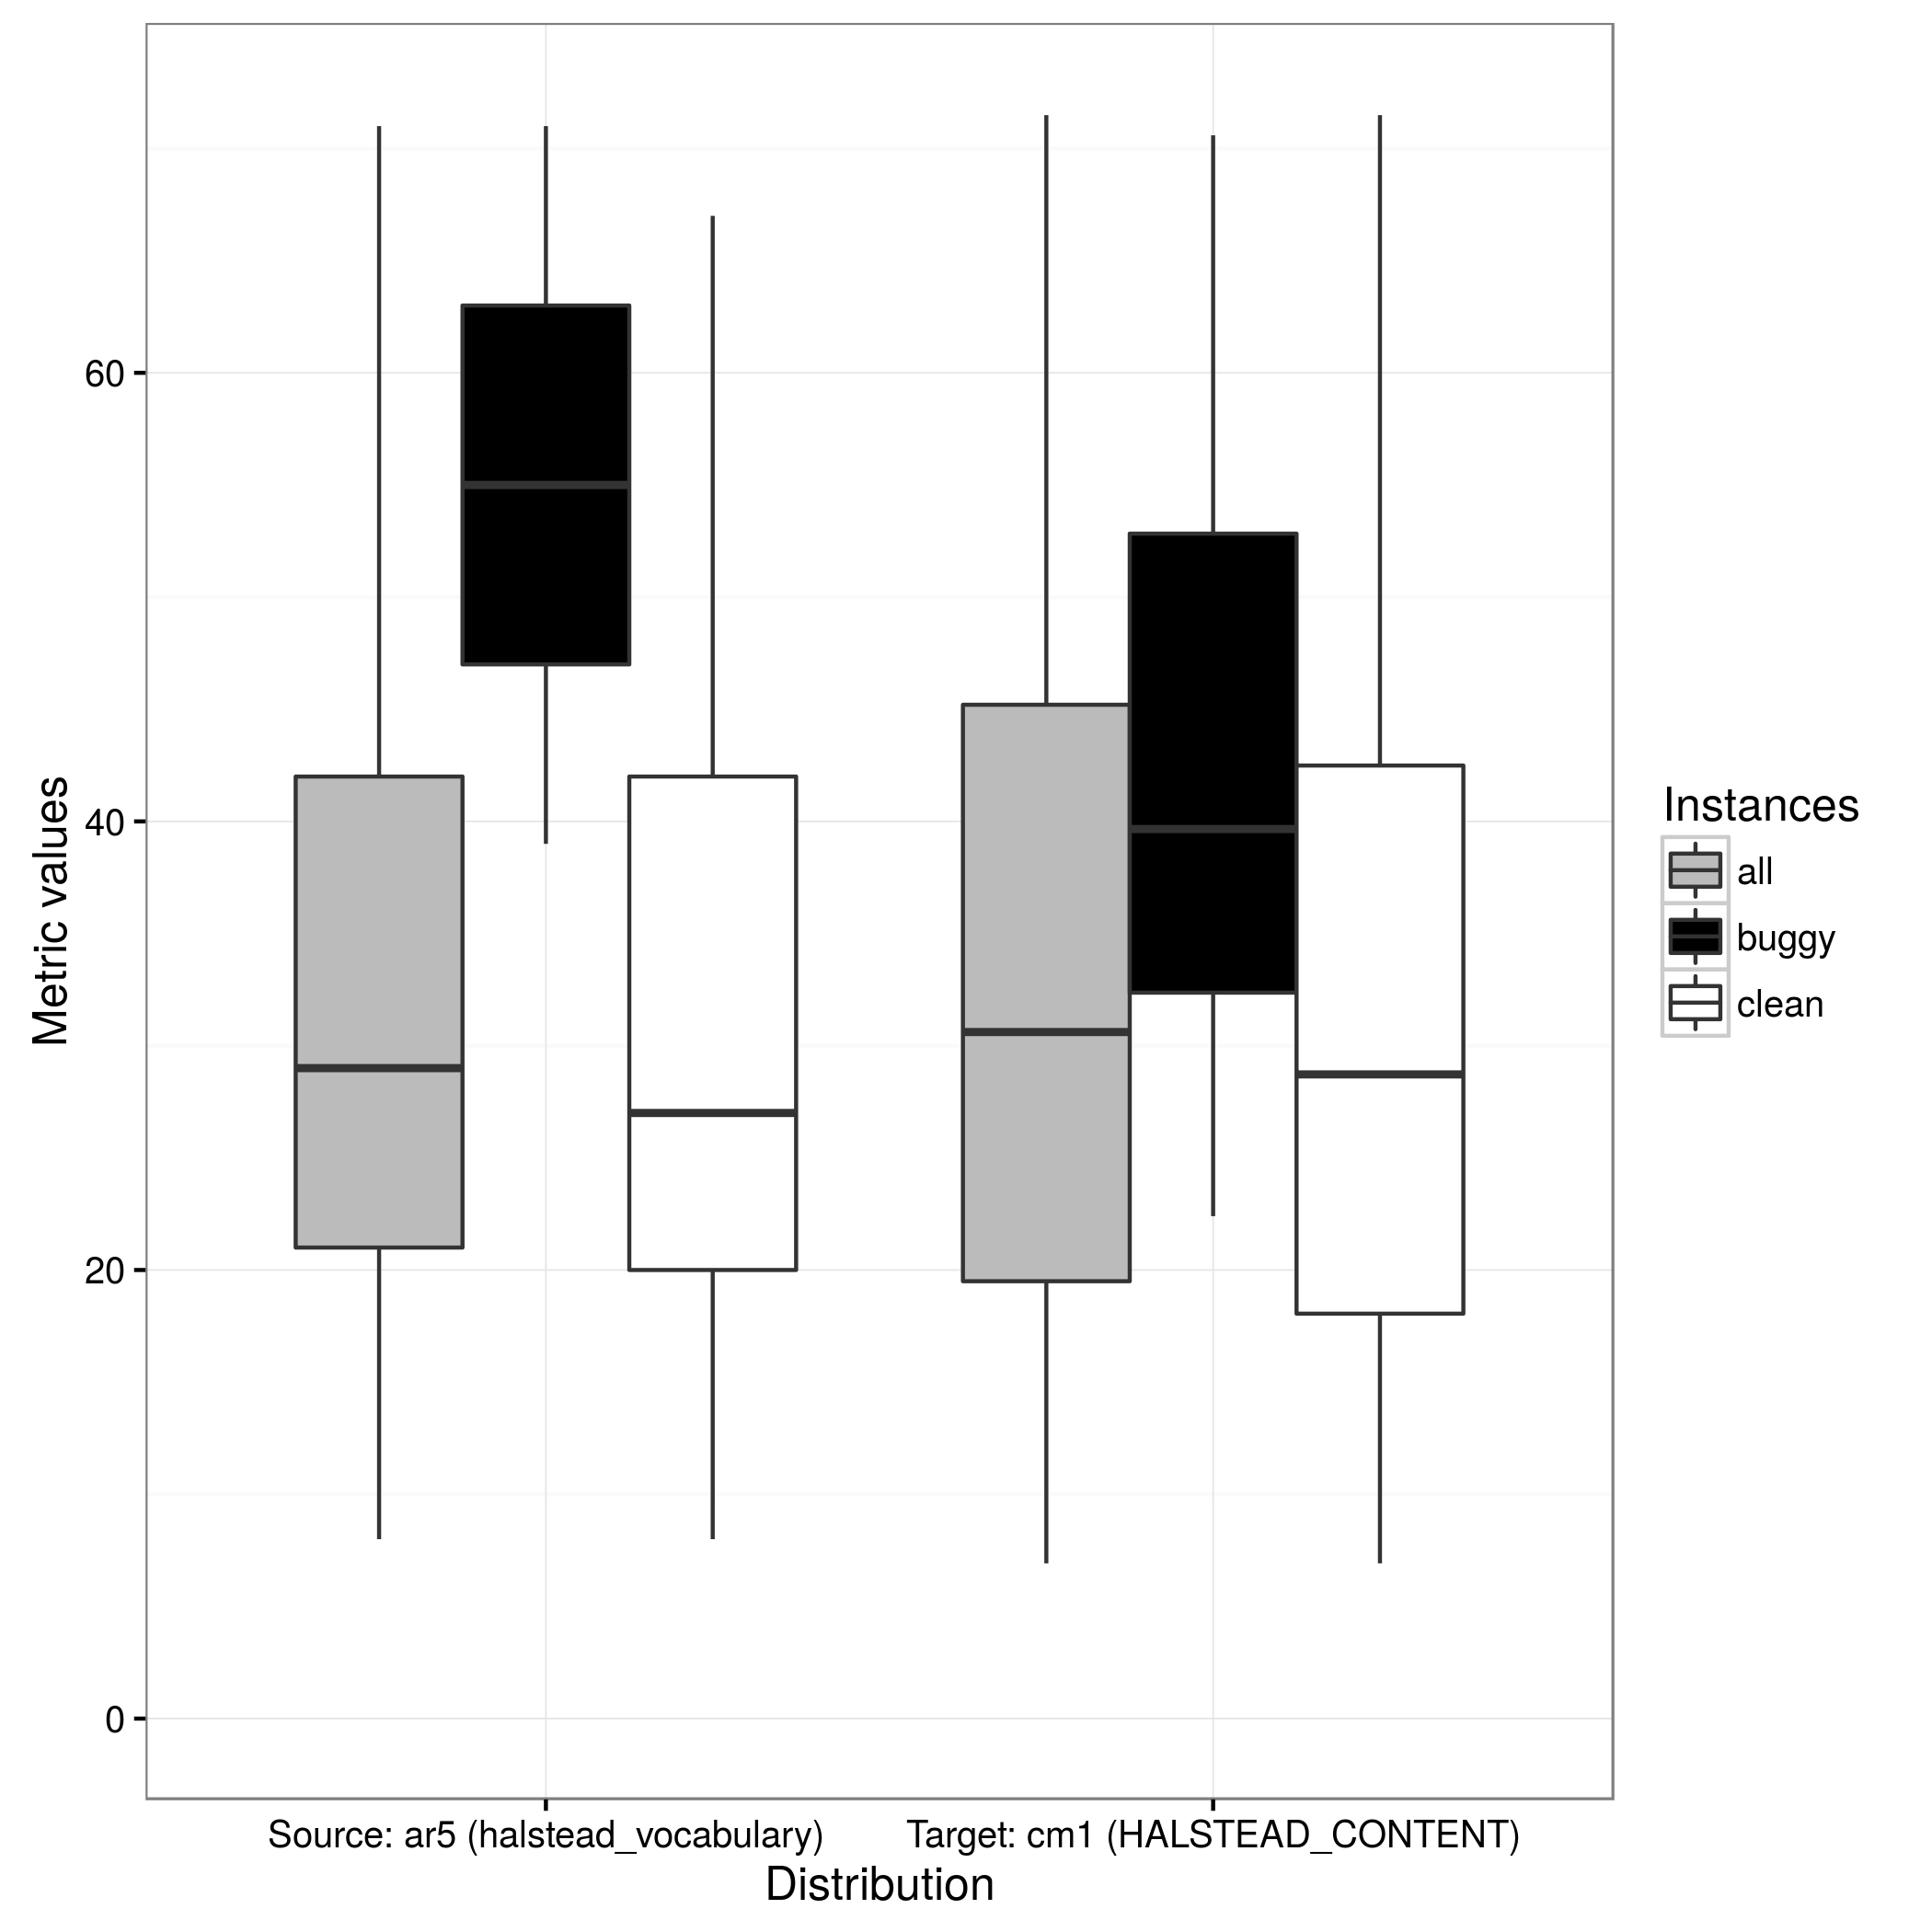 Metric values
60
40
20
0
Source: ar5 (halstead_vocabulary)
Target: cm1 (HALSTEAD_CONTENT)
Distribution
Instances
all
buggy
clean